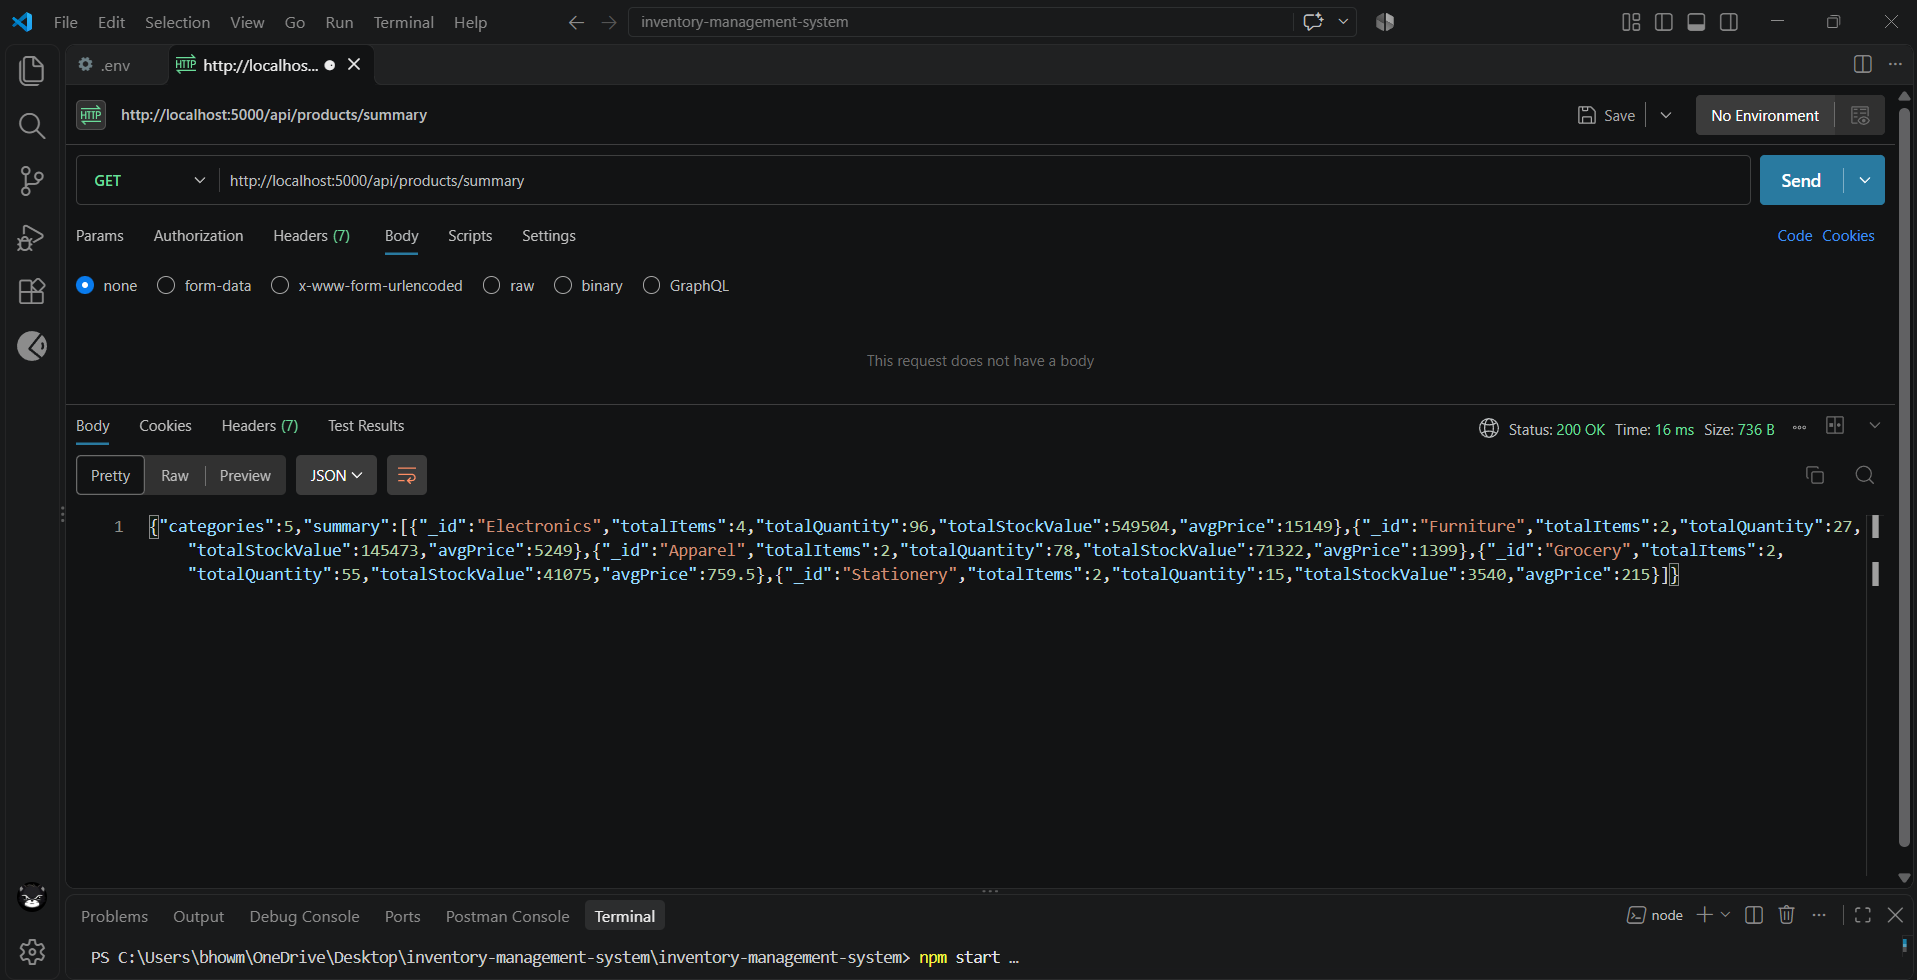 File Edit Selection View Go Run Terminal Help
inventory-management-system
.env
HTTP http://localhos...
HTTP http://localhost:5000/api/products/summary
Save
No Environment
GET http://localhost:5000/api/products/summary
Send
Params Authorization Headers (7) Body Scripts Settings
Code Cookies
none form-data x-www-form-urlencoded raw binary GraphQL
This request does not have a body
Body Cookies Headers (7) Test Results
Status: 200 OK Time: 16 ms Size: 736 B
Pretty Raw Preview JSON
1 {"categories":5,"summary":[{"_id":"Electronics","totalItems":4,"totalQuantity":96,"totalStockValue":549504,"avgPrice":15149},{"_id":"Furniture","totalItems":2,"totalQuantity":27,
"totalStockValue":145473,"avgPrice":5249},{"_id":"Apparel","totalItems":2,"totalQuantity":78,"totalStockValue":71322,"avgPrice":1399},{"_id":"Grocery","totalItems":2,
"totalQuantity":55,"totalStockValue":41075,"avgPrice":759.5},{"_id":"Stationery","totalItems":2,"totalQuantity":15,"totalStockValue":3540,"avgPrice":215}]}
Problems Output Debug Console Ports Postman Console Terminal
node
PS C:\Users\bhowm\OneDrive\Desktop\inventory-management-system\inventory-management-system> npm start …